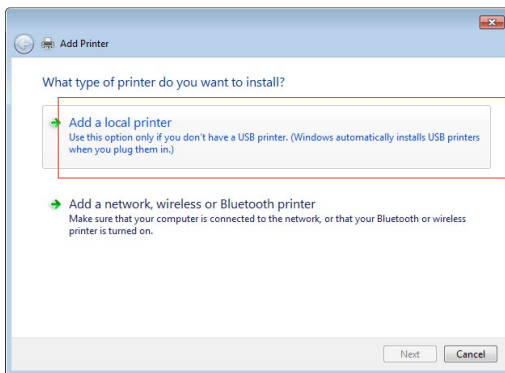 Add Printer
What type of printer do you want to install?
Add a local printer
Use this option only if you don't have a USB printer. (Windows automatically installs USB printers
when you plug them in.)
Add a network, wireless or Bluetooth printer
Make sure that your computer is connected to the network, or that your Bluetooth or wireless
printer is turned on.
Next Cancel